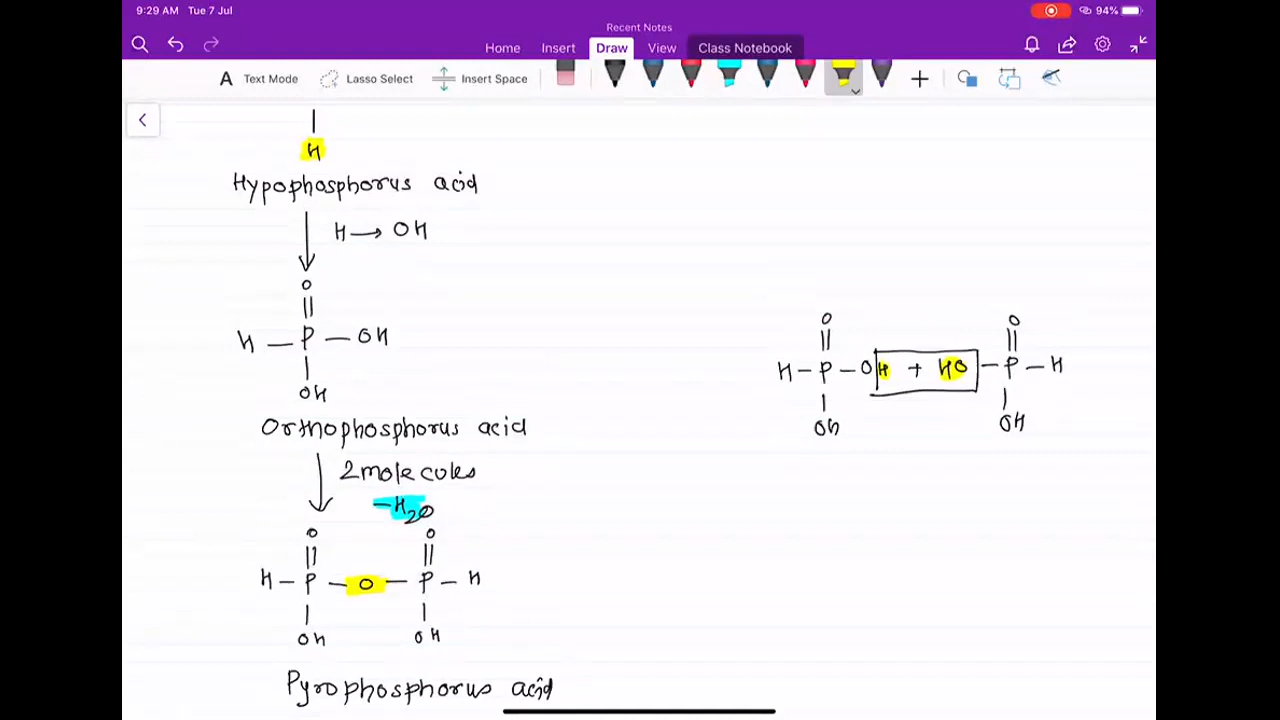 9:29 AM Tue 7 Jul
94%
Recent Notes
Home Insert Draw View Class Notebook
A Text Mode Lasso Select Insert Space
H
Hypophosphorus acid
H → OH
O
H — P — OH
OH
Orthophosphorus acid
2 molecules
-H2O
O O
H — P — O — P — H
OH OH
Pyrophosphorus acid
O O
H — P — OH + HO — P — H
OH OH